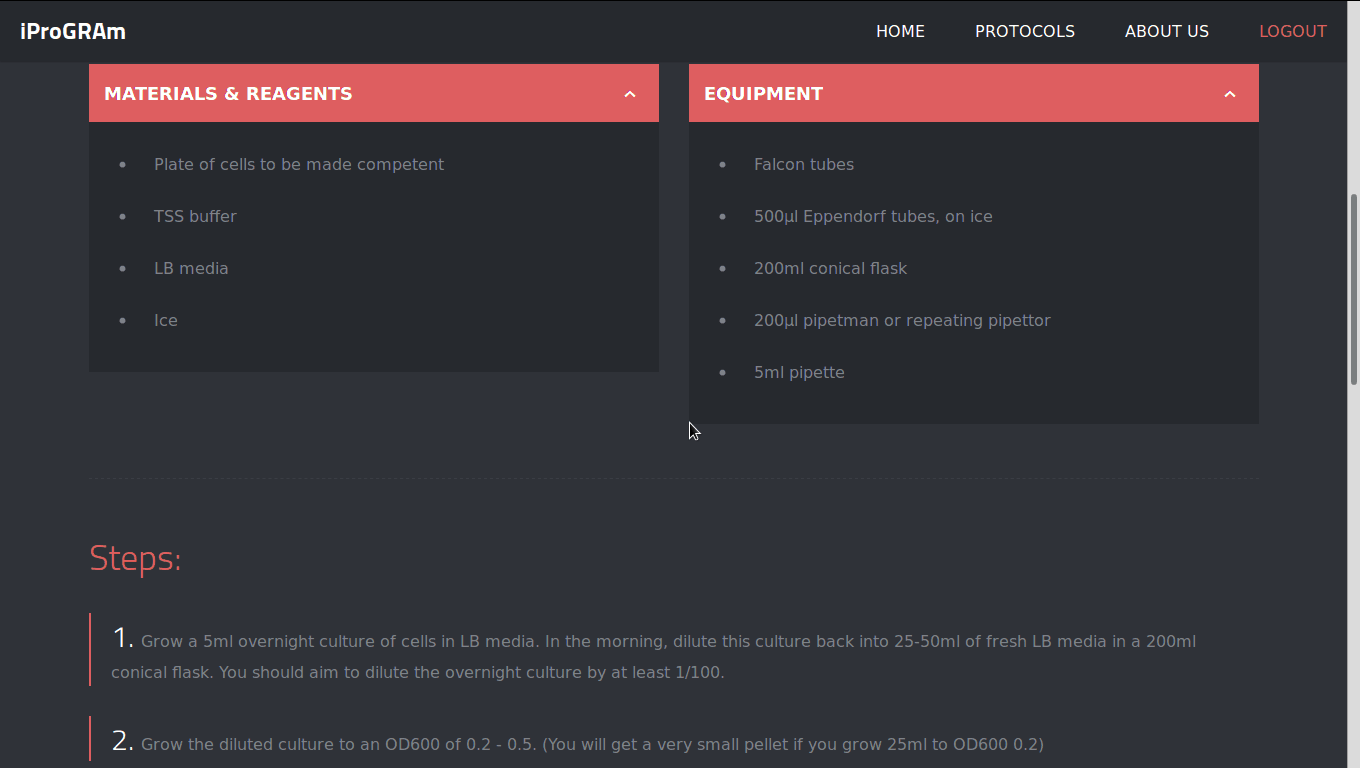 iProGRAm
HOME
PROTOCOLS
ABOUT US
LOGOUT
MATERIALS & REAGENTS
• Plate of cells to be made competent
• TSS buffer
• LB media
• Ice
EQUIPMENT
• Falcon tubes
• 500µl Eppendorf tubes, on ice
• 200ml conical flask
• 200µl pipetman or repeating pipettor
• 5ml pipette
Steps:
1. Grow a 5ml overnight culture of cells in LB media. In the morning, dilute this culture back into 25-50ml of fresh LB media in a 200ml
conical flask. You should aim to dilute the overnight culture by at least 1/100.
2. Grow the diluted culture to an OD600 of 0.2 - 0.5. (You will get a very small pellet if you grow 25ml to OD600 0.2)